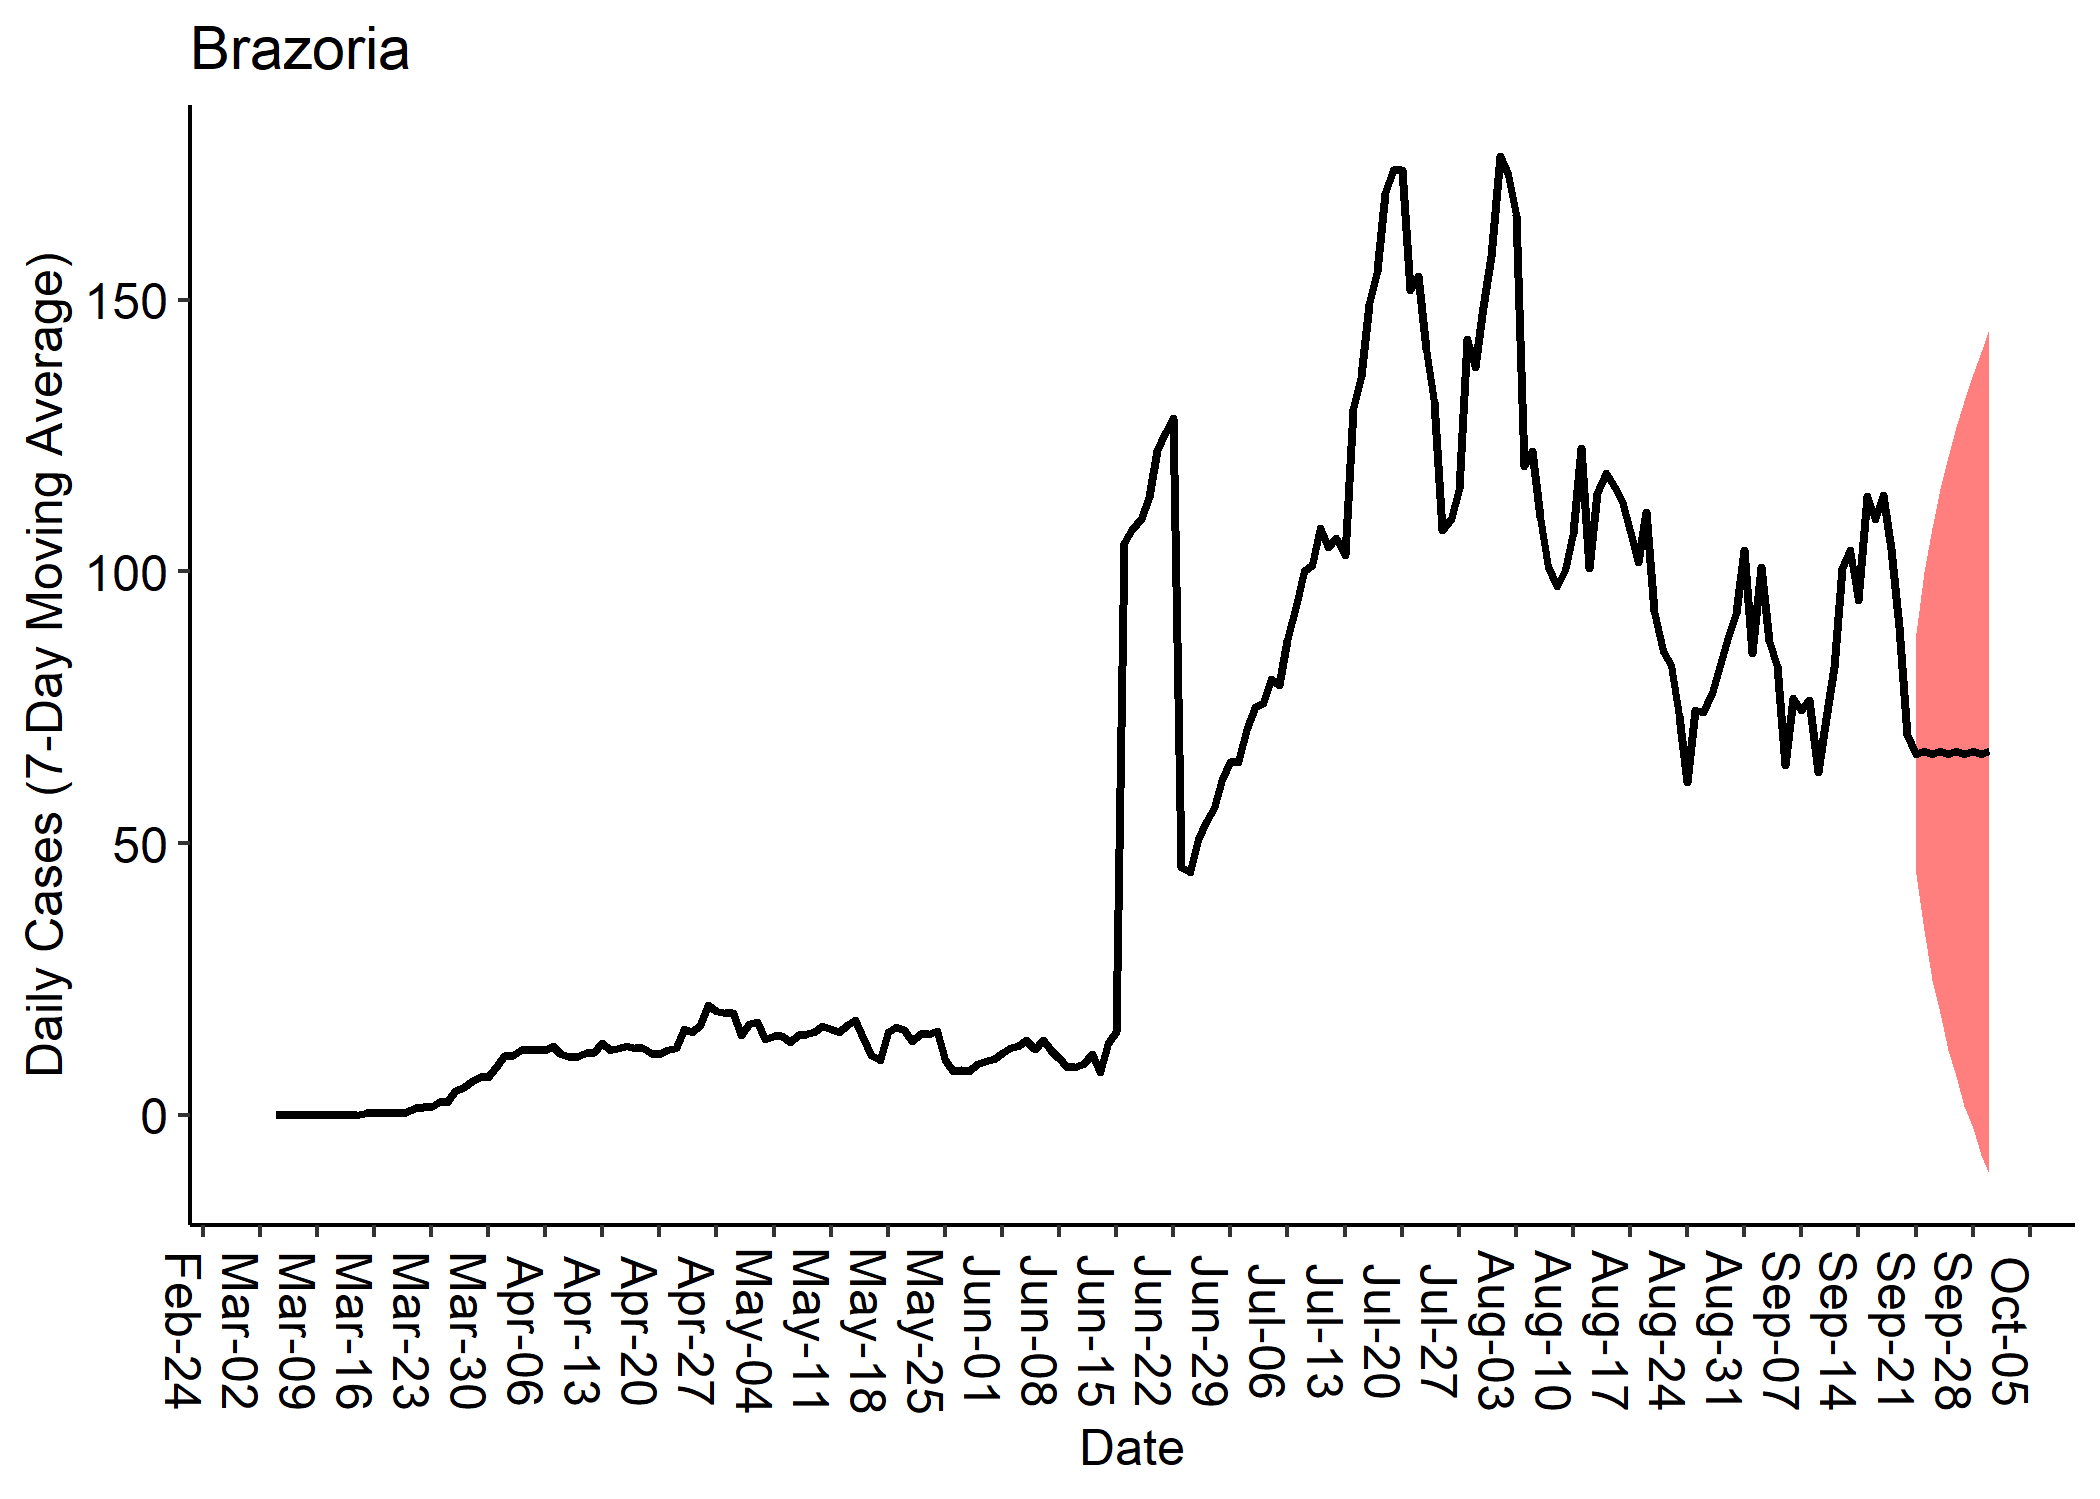 Brazoria
Daily Cases (7-Day Moving Average)
150
100
50
0
Feb-24
Mar-02
Mar-09
Mar-16
Mar-23
Mar-30
Apr-06
Apr-13
Apr-20
Apr-27
May-04
May-11
May-18
May-25
Jun-01
Jun-08
Jun-15
Jun-22
Jun-29
Jul-06
Jul-13
Jul-20
Jul-27
Aug-03
Aug-10
Aug-17
Aug-24
Aug-31
Sep-07
Sep-14
Sep-21
Sep-28
Oct-05
Date